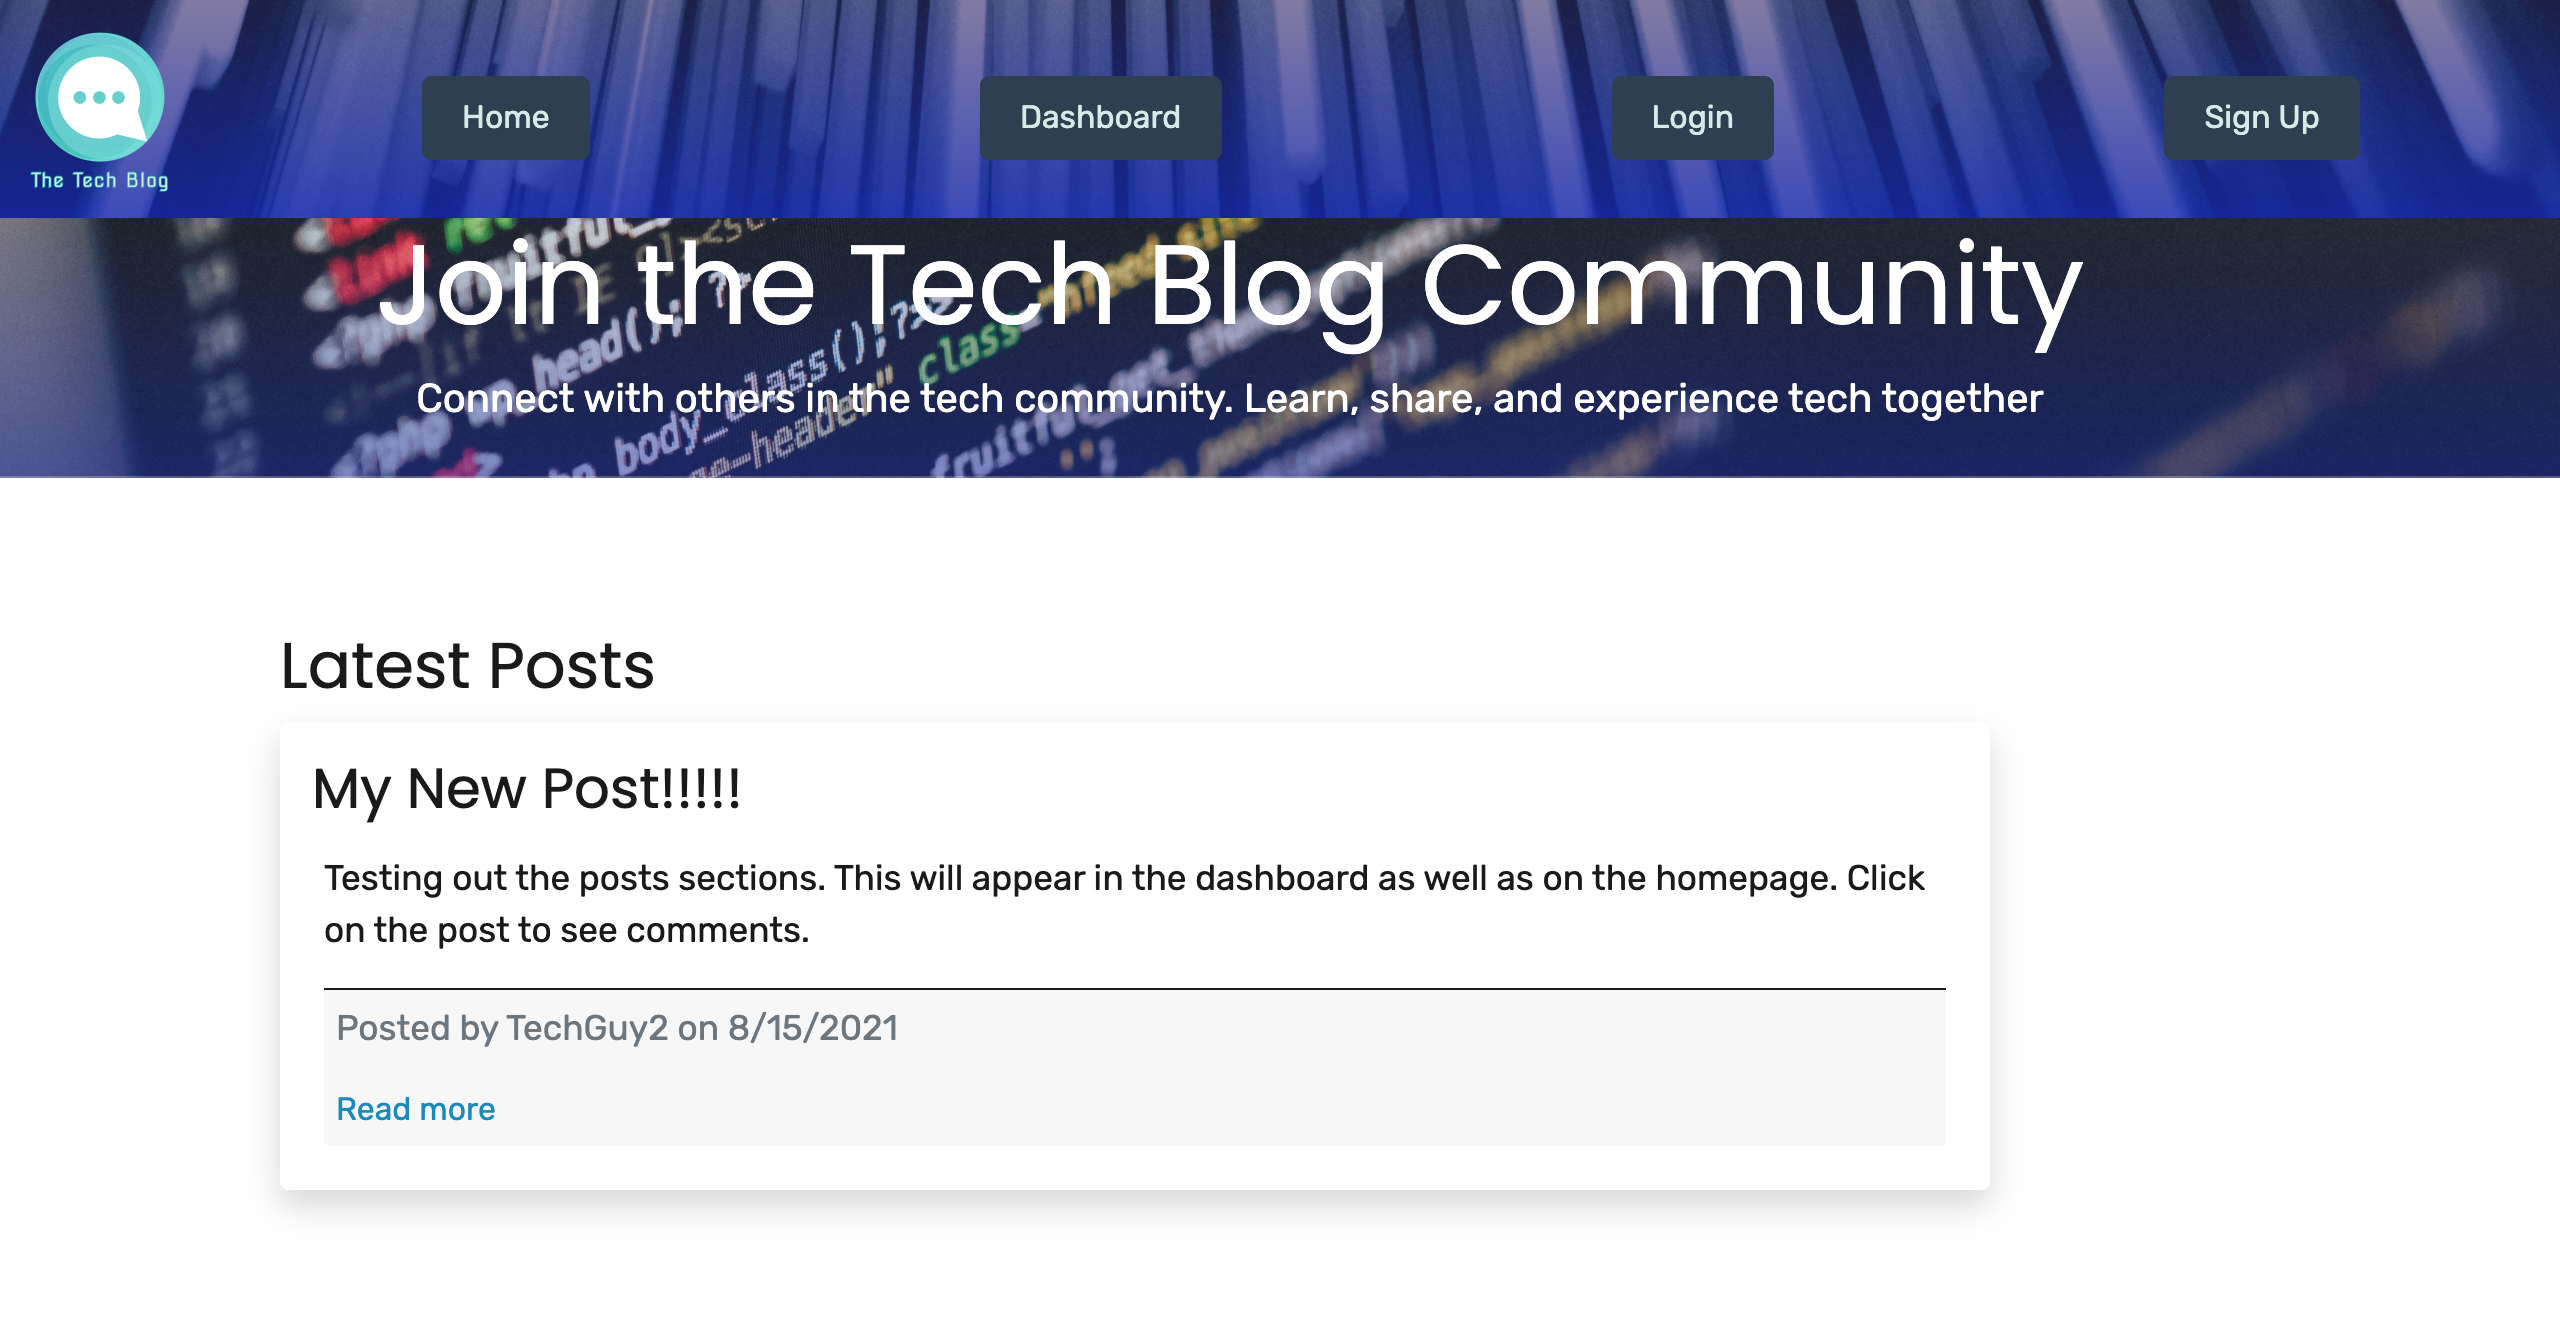 The Tech Blog
Home
Dashboard
Login
Sign Up
Join the Tech Blog Community
Connect with others in the tech community. Learn, share, and experience tech together
Latest Posts
My New Post!!!!!
Testing out the posts sections. This will appear in the dashboard as well as on the homepage. Click
on the post to see comments.
Posted by TechGuy2 on 8/15/2021
Read more